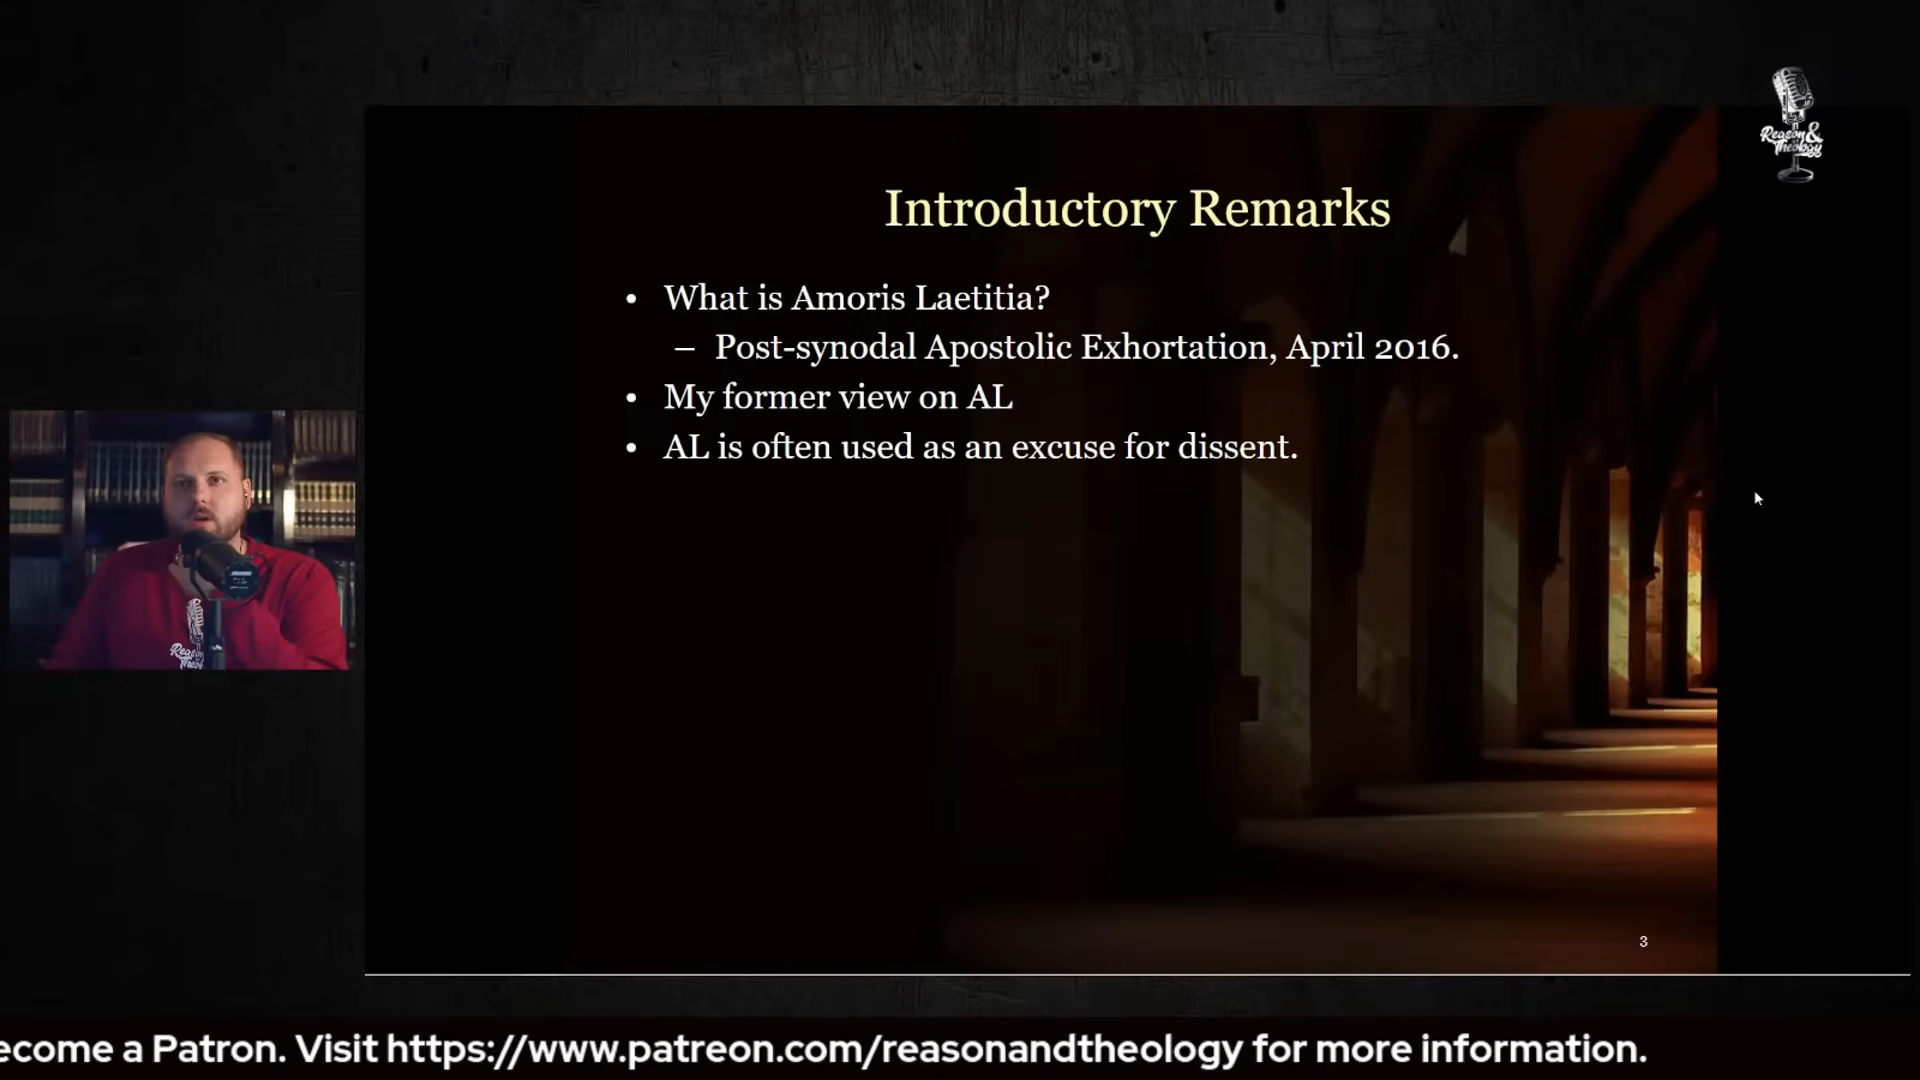 Reason &
Theology
Introductory Remarks
• What is Amoris Laetitia?
– Post-synodal Apostolic Exhortation, April 2016.
• My former view on AL
• AL is often used as an excuse for dissent.
3
ecome a Patron. Visit https://www.patreon.com/reasonandtheology for more information.